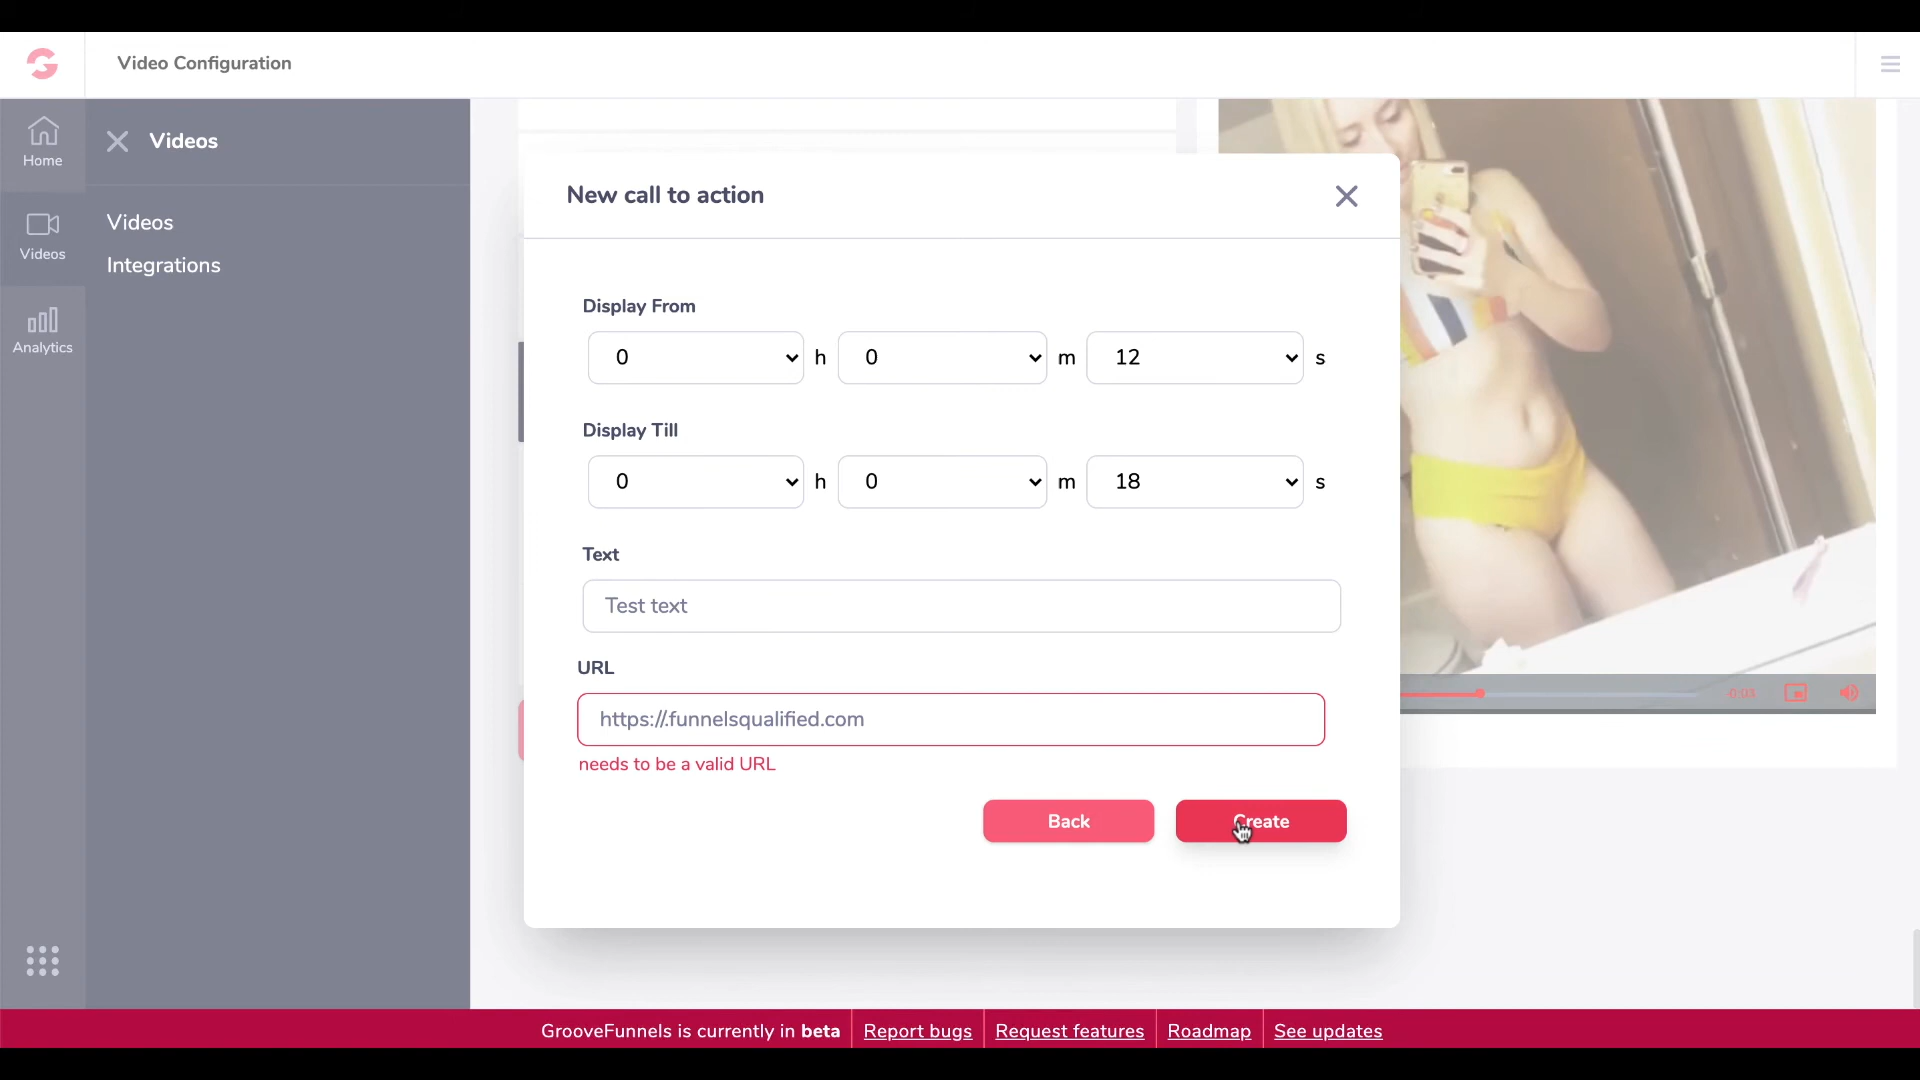 Video Configuration
Home
Videos
Analytics
Videos
Videos
Integrations
New call to action
Display From
0 h 0 m 12 s
Display Till
0 h 0 m 18 s
Text
Test text
URL
https://.funnelsqualified.com
needs to be a valid URL
Back
Create
-0:03
GrooveFunnels is currently in beta
Report bugs
Request features
Roadmap
See updates